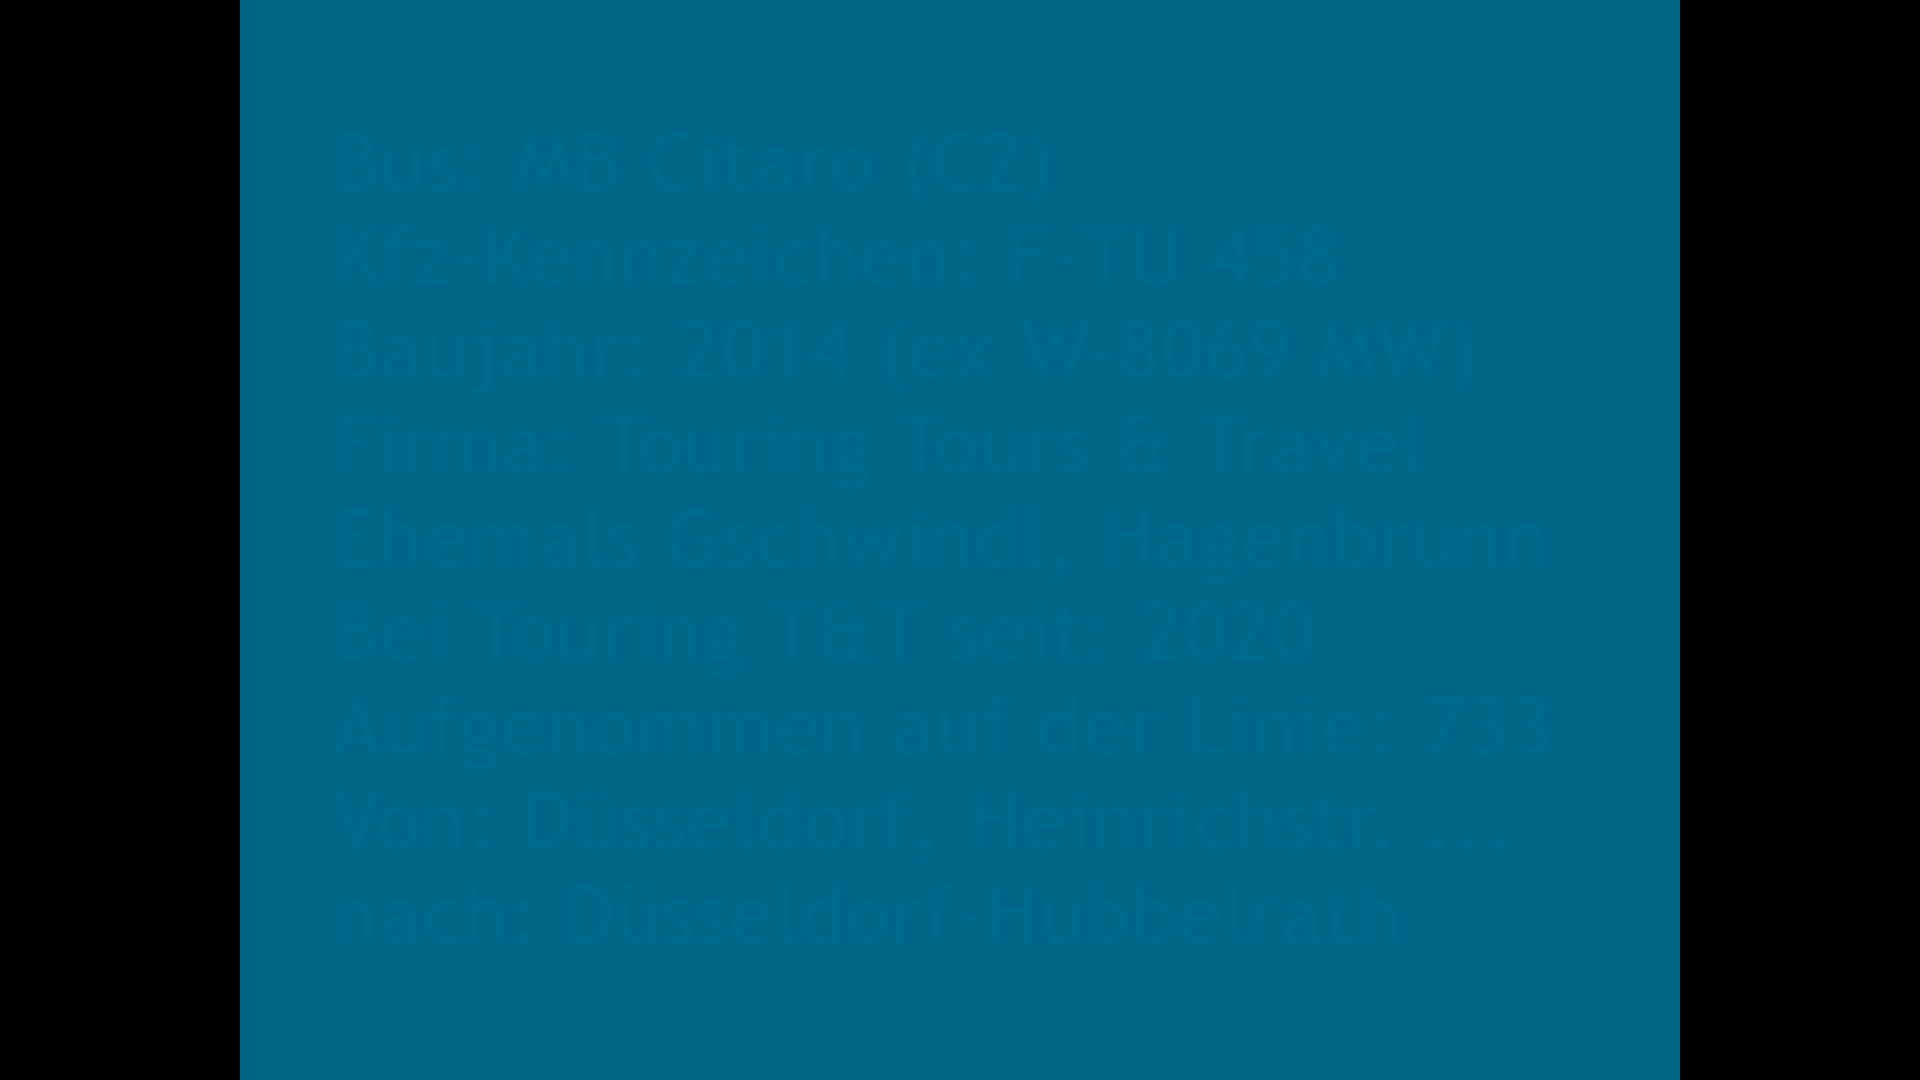 Bus: MB Citaro (C2)
Kfz-Kennzeichen: F-TU 458
Baujahr: 2014 (ex W-8069 MW)
Firma: Touring Tours & Travel
Ehemals Gschwindl, Hagenbrunn
Bei Touring T&T seit: 2020
Aufgenommen auf der Linie: 733
Von: Düsseldorf, Heinrichstr. ...
nach: Düsseldorf-Hubbelrath